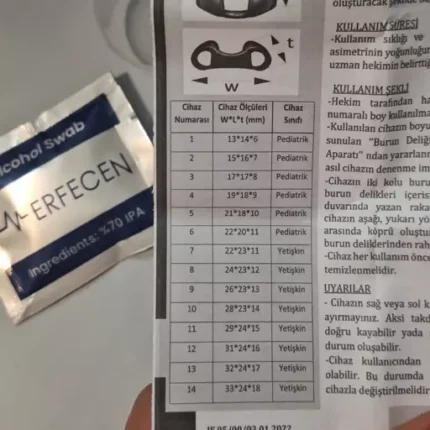 Alcohol Swab
ERFECEN
Ingredients: %70 IPA
t
w
Cihaz Numarası Cihaz Ölçüleri W*L*t (mm) Cihaz Sınıfı
1 13*14*6 Pediatrik
2 15*16*7 Pediatrik
3 17*17*8 Pediatrik
4 19*18*9 Pediatrik
5 21*18*10 Pediatrik
6 22*20*11 Pediatrik
7 22*23*11 Yetişkin
8 24*23*12 Yetişkin
9 26*23*13 Yetişkin
10 28*23*14 Yetişkin
11 29*24*15 Yetişkin
12 31*24*16 Yetişkin
13 32*24*17 Yetişkin
14 33*24*18 Yetişkin
oluşturacak şekilde
KULLANIM SÜRESİ
-Kullanım sıklığı ve
asimetrinin yoğunluğun
uzman hekimin belirttiğ
KULLANIM ŞEKLİ
-Hekim tarafından ha
numaralı boy kullanılma
-Kullanılan cihazın boyu
sunulan "Burun Deliğ
Aparatı" ndan yararlan
asıl cihazın denenme im
-Cihazın iki kolu buru
burun delikleri içeris
duvarında yazan raka
cihazın aşağı, yukarı yö
arasında köprü oluştur
burun deliklerinden rah
-Cihaz her kullanım önce
temizlenmelidir.
UYARILAR
- Cihazın sağ veya sol k
ayırmayınız. Aksi takd
doğru kayabilir yada
durum oluşabilir.
-Cihaz kullanıcıdan
olabilir. Bu durumda
cihazla değiştirilmelidir